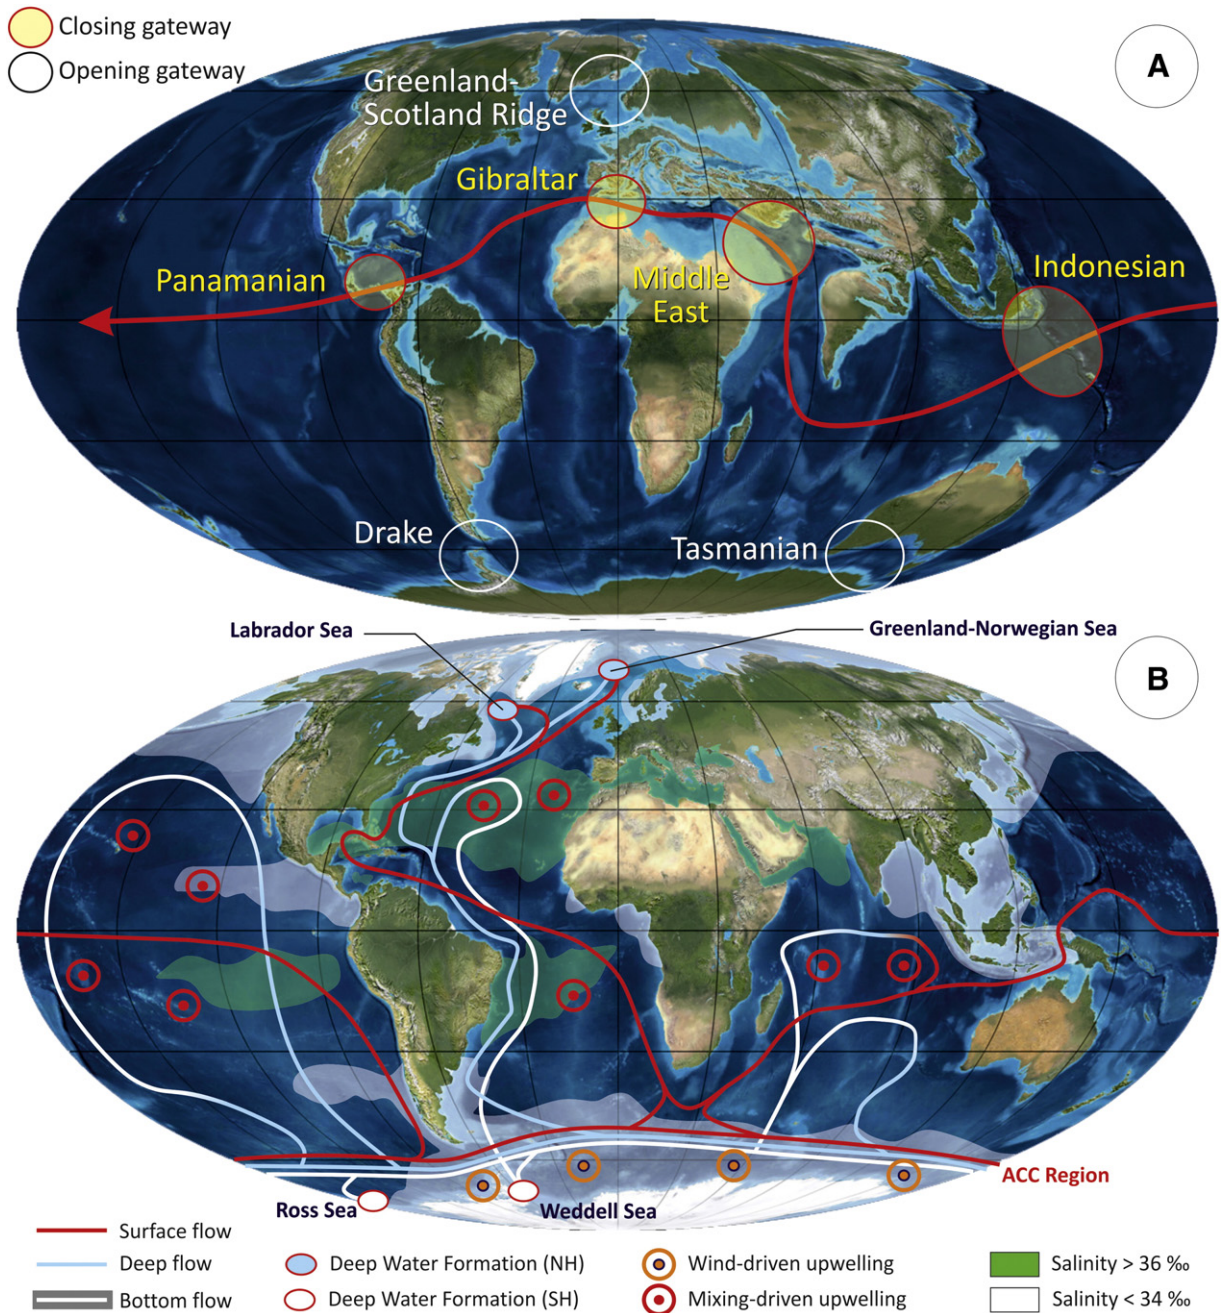 Closing gateway
Opening gateway
A
Greenland-
Scotland Ridge
Gibraltar
Panamanian
Middle
East
Indonesian
Drake
Tasmanian
Labrador Sea
Greenland-Norwegian Sea
B
ACC Region
Ross Sea
Weddell Sea
Surface flow
Deep flow
Bottom flow
Deep Water Formation (NH)
Deep Water Formation (SH)
Wind-driven upwelling
Mixing-driven upwelling
Salinity > 36 ‰
Salinity < 34 ‰